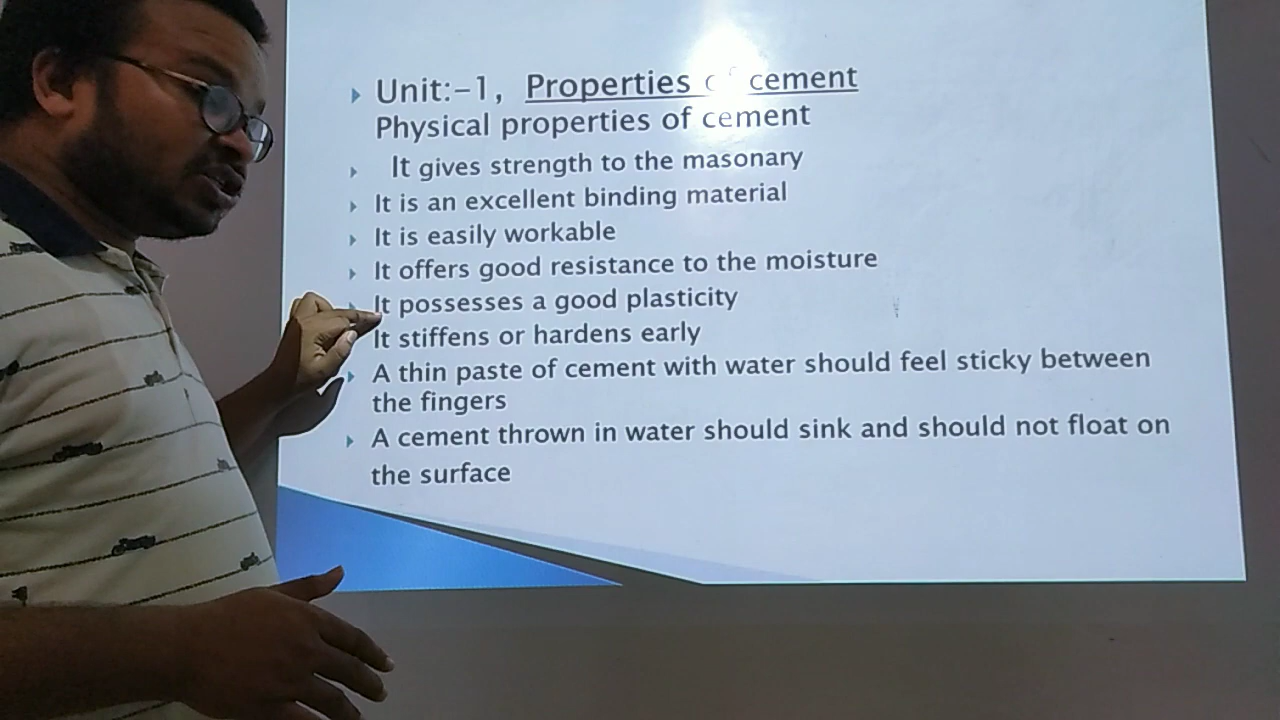 Unit:-1, Properties of cement
Physical properties of cement
It gives strength to the masonary
It is an excellent binding material
It is easily workable
It offers good resistance to the moisture
It possesses a good plasticity
It stiffens or hardens early
A thin paste of cement with water should feel sticky between
the fingers
A cement thrown in water should sink and should not float on
the surface